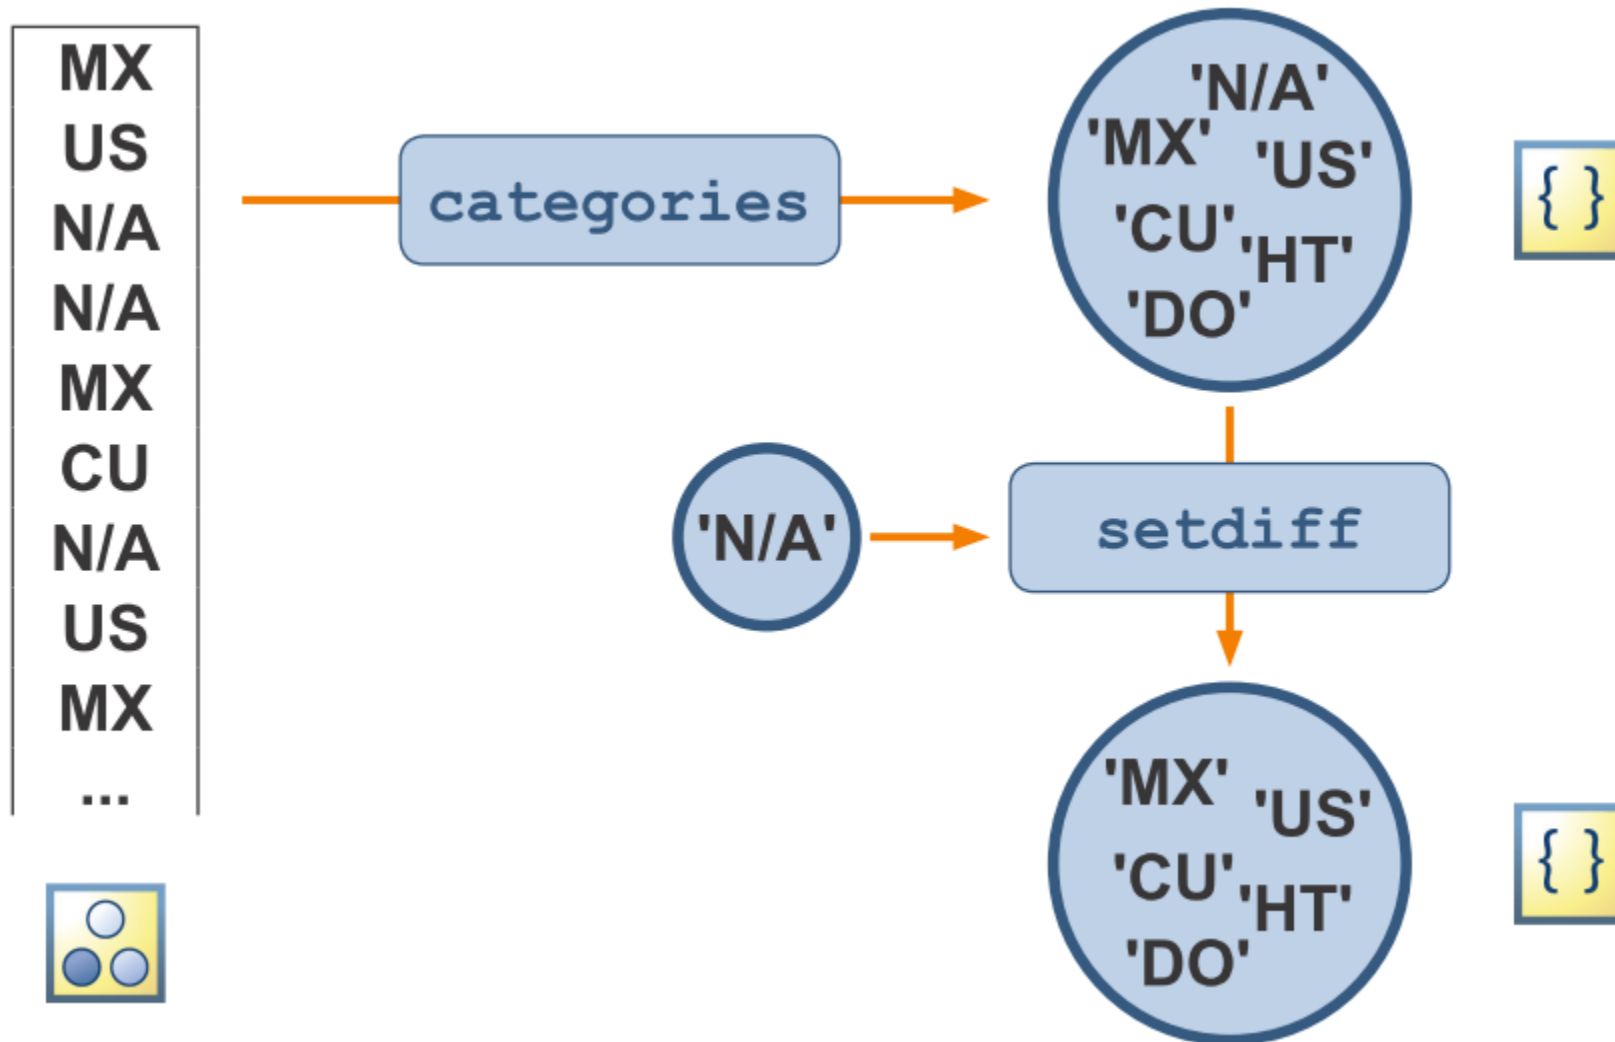 MX
US
N/A
N/A
MX
CU
N/A
US
MX
...
categories
'N/A'
'MX'
'US'
'CU'
'HT'
'DO'
{ }
'N/A'
setdiff
'MX'
'US'
'CU'
'HT'
'DO'
{ }